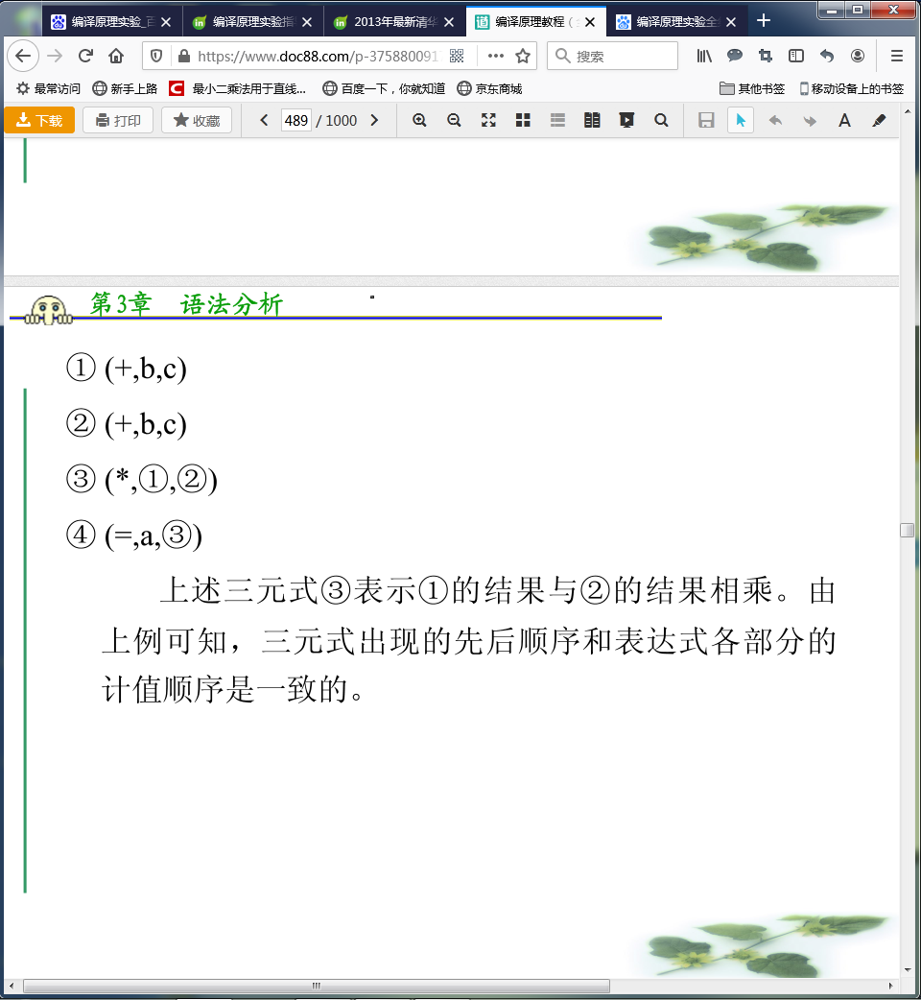 编译原理实验_百
编译原理实验指
2013年最新清华
编译原理教程（
编译原理实验全
https://www.doc88.com/p-37588009
搜索
最常访问
新手上路
最小二乘法用于直线...
百度一下，你就知道
京东商城
其他书签
移动设备上的书签
下载
打印
收藏
489 / 1000
第3章 语法分析
① (+,b,c)
② (+,b,c)
③ (*,①,②)
④ (=,a,③)
上述三元式③表示①的结果与②的结果相乘。由
上例可知，三元式出现的先后顺序和表达式各部分的
计值顺序是一致的。